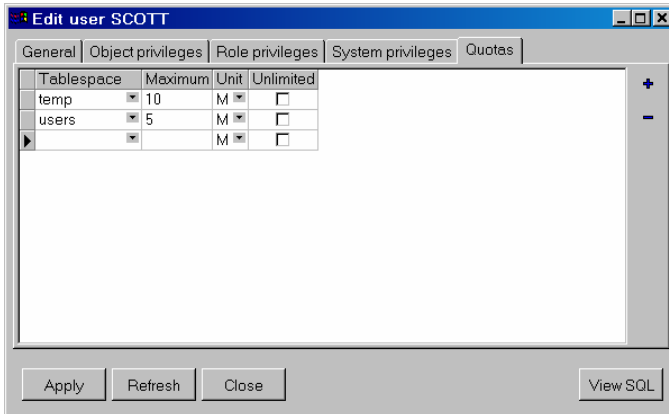 Edit user SCOTT
General Object privileges Role privileges System privileges Quotas
Tablespace Maximum Unit Unlimited
temp 10 M
users 5 M
M
Apply Refresh Close View SQL